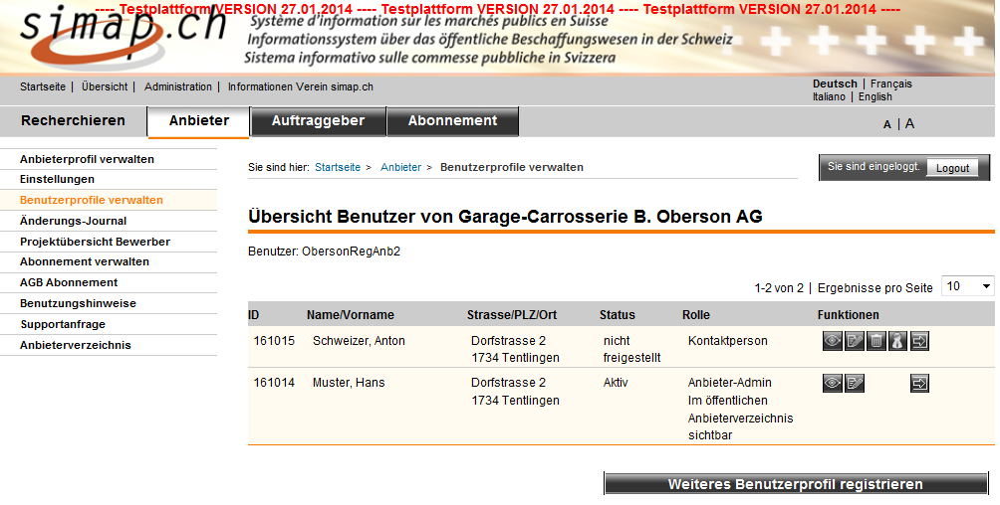 ---- Testplattform VERSION 27.01.2014 ---- Testplattform VERSION 27.01.2014 ---- Testplattform VERSION 27.01.2014 ----
simap.ch
Système d'information sur les marchés publics en Suisse
Informationssystem über das öffentliche Beschaffungswesen in der Schweiz
Sistema informativo sulle commesse pubbliche in Svizzera
Startseite | Übersicht | Administration | Informationen Verein simap.ch
Deutsch | Français
Italiano | English
Recherchieren Anbieter Auftraggeber Abonnement
A | A
Anbieterprofil verwalten
Einstellungen
Benutzerprofile verwalten
Änderungs-Journal
Projektübersicht Bewerber
Abonnement verwalten
AGB Abonnement
Benutzungshinweise
Supportanfrage
Anbieterverzeichnis
Sie sind hier: Startseite > Anbieter > Benutzerprofile verwalten
Sie sind eingeloggt. Logout
Übersicht Benutzer von Garage-Carrosserie B. Oberson AG
Benutzer: ObersonRegAnb2
1-2 von 2 | Ergebnisse pro Seite 10
ID Name/Vorname Strasse/PLZ/Ort Status Rolle Funktionen
161015 Schweizer, Anton Dorfstrasse 2 nicht Kontaktperson
1734 Tentlingen freigestellt
161014 Muster, Hans Dorfstrasse 2 Aktiv Anbieter-Admin
1734 Tentlingen Im öffentlichen
Anbieterverzeichnis
sichtbar
Weiteres Benutzerprofil registrieren